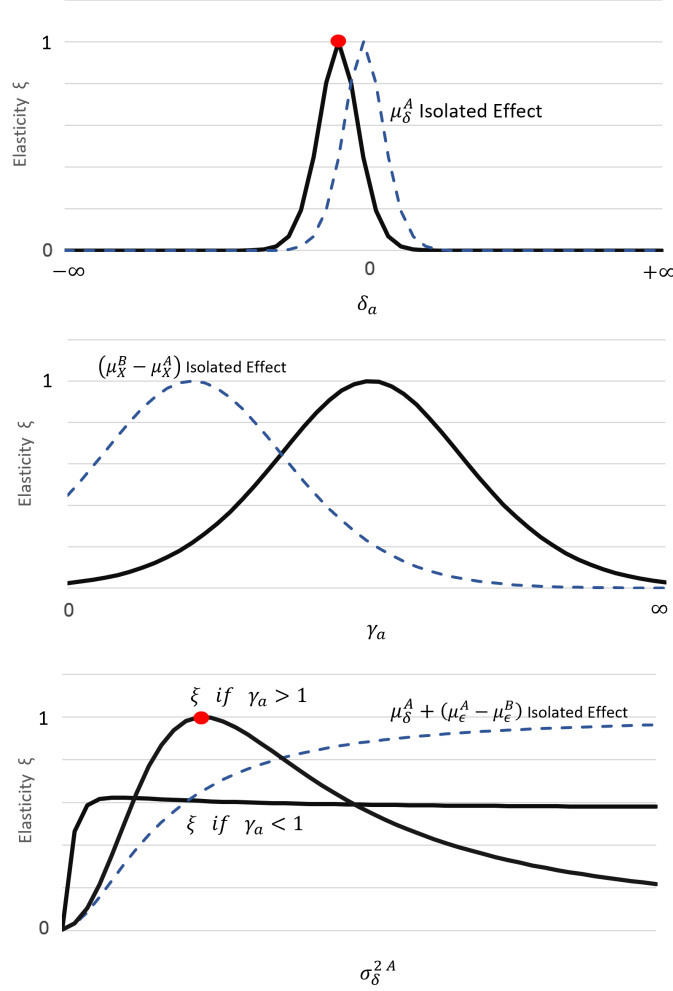 1
Elasticity ξ
μ_δ^A Isolated Effect
0
−∞
0
+∞
δ_a
(μ_X^B − μ_X^A) Isolated Effect
1
Elasticity ξ
0
∞
γ_a
ξ if γ_a > 1
μ_δ^A + (μ_ϵ^A − μ_ϵ^B) Isolated Effect
1
Elasticity ξ
ξ if γ_a < 1
0
σ_δ^{2 A}